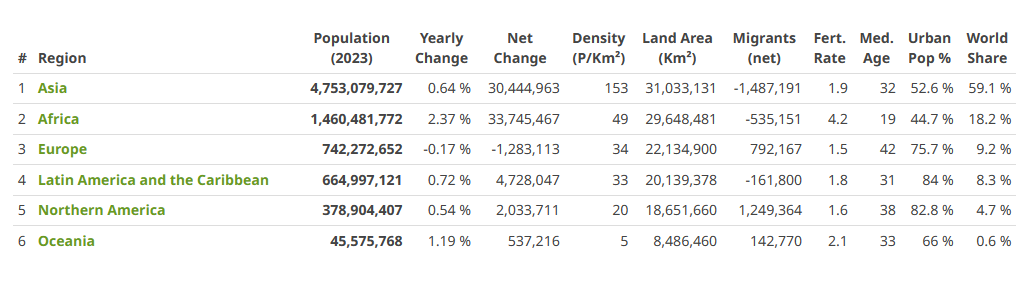 Population Yearly Net Density Land Area Migrants Fert. Med. Urban World
# Region (2023) Change Change (P/Km²) (Km²) (net) Rate Age Pop % Share
1 Asia 4,753,079,727 0.64 % 30,444,963 153 31,033,131 -1,487,191 1.9 32 52.6 % 59.1 %
2 Africa 1,460,481,772 2.37 % 33,745,467 49 29,648,481 -535,151 4.2 19 44.7 % 18.2 %
3 Europe 742,272,652 -0.17 % -1,283,113 34 22,134,900 792,167 1.5 42 75.7 % 9.2 %
4 Latin America and the Caribbean 664,997,121 0.72 % 4,728,047 33 20,139,378 -161,800 1.8 31 84 % 8.3 %
5 Northern America 378,904,407 0.54 % 2,033,711 20 18,651,660 1,249,364 1.6 38 82.8 % 4.7 %
6 Oceania 45,575,768 1.19 % 537,216 5 8,486,460 142,770 2.1 33 66 % 0.6 %